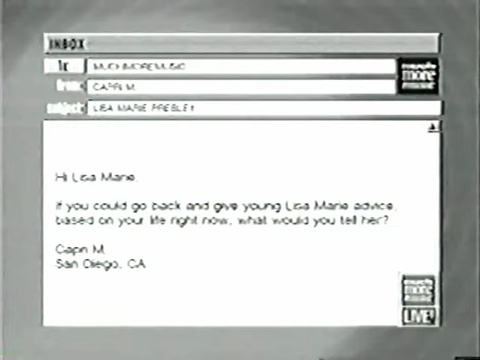 INBOX
To MUCHMOREMUSIC
much
more
music
from: CAPRI M.
subject: LISA MARIE PRESLEY
Hi Lisa Marie,
If you could go back and give young Lisa Marie advice,
based on your life right now, what would you tell her?
Capri M.
San Diego, CA
much
more
music
LIVE!